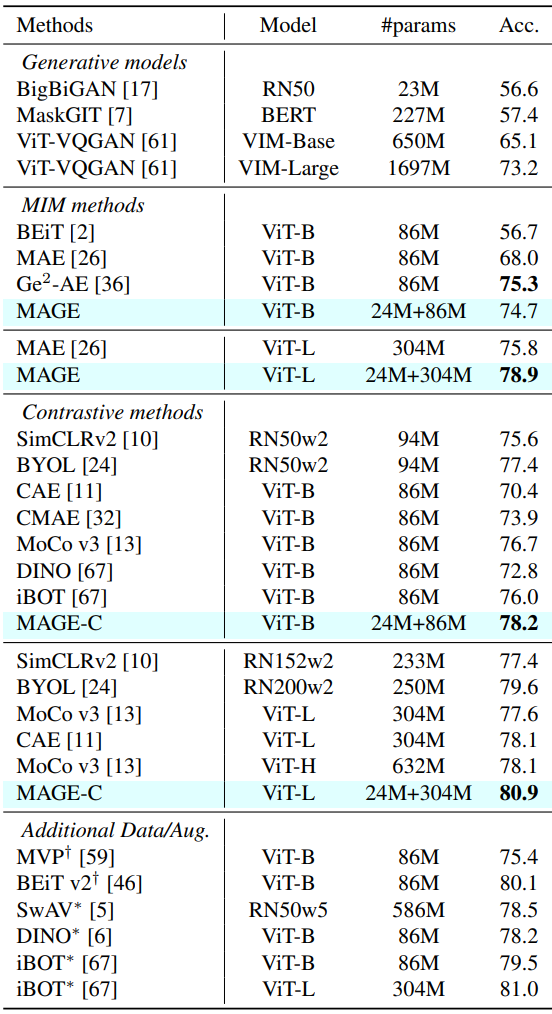 Methods Model #params Acc.
Generative models
BigBiGAN [17] RN50 23M 56.6
MaskGIT [7] BERT 227M 57.4
ViT-VQGAN [61] VIM-Base 650M 65.1
ViT-VQGAN [61] VIM-Large 1697M 73.2
MIM methods
BEiT [2] ViT-B 86M 56.7
MAE [26] ViT-B 86M 68.0
Ge²-AE [36] ViT-B 86M 75.3
MAGE ViT-B 24M+86M 74.7
MAE [26] ViT-L 304M 75.8
MAGE ViT-L 24M+304M 78.9
Contrastive methods
SimCLRv2 [10] RN50w2 94M 75.6
BYOL [24] RN50w2 94M 77.4
CAE [11] ViT-B 86M 70.4
CMAE [32] ViT-B 86M 73.9
MoCo v3 [13] ViT-B 86M 76.7
DINO [67] ViT-B 86M 72.8
iBOT [67] ViT-B 86M 76.0
MAGE-C ViT-B 24M+86M 78.2
SimCLRv2 [10] RN152w2 233M 77.4
BYOL [24] RN200w2 250M 79.6
MoCo v3 [13] ViT-L 304M 77.6
CAE [11] ViT-L 304M 78.1
MoCo v3 [13] ViT-H 632M 78.1
MAGE-C ViT-L 24M+304M 80.9
Additional Data/Aug.
MVP† [59] ViT-B 86M 75.4
BEiT v2† [46] ViT-B 86M 80.1
SwAV* [5] RN50w5 586M 78.5
DINO* [6] ViT-B 86M 78.2
iBOT* [67] ViT-B 86M 79.5
iBOT* [67] ViT-L 304M 81.0